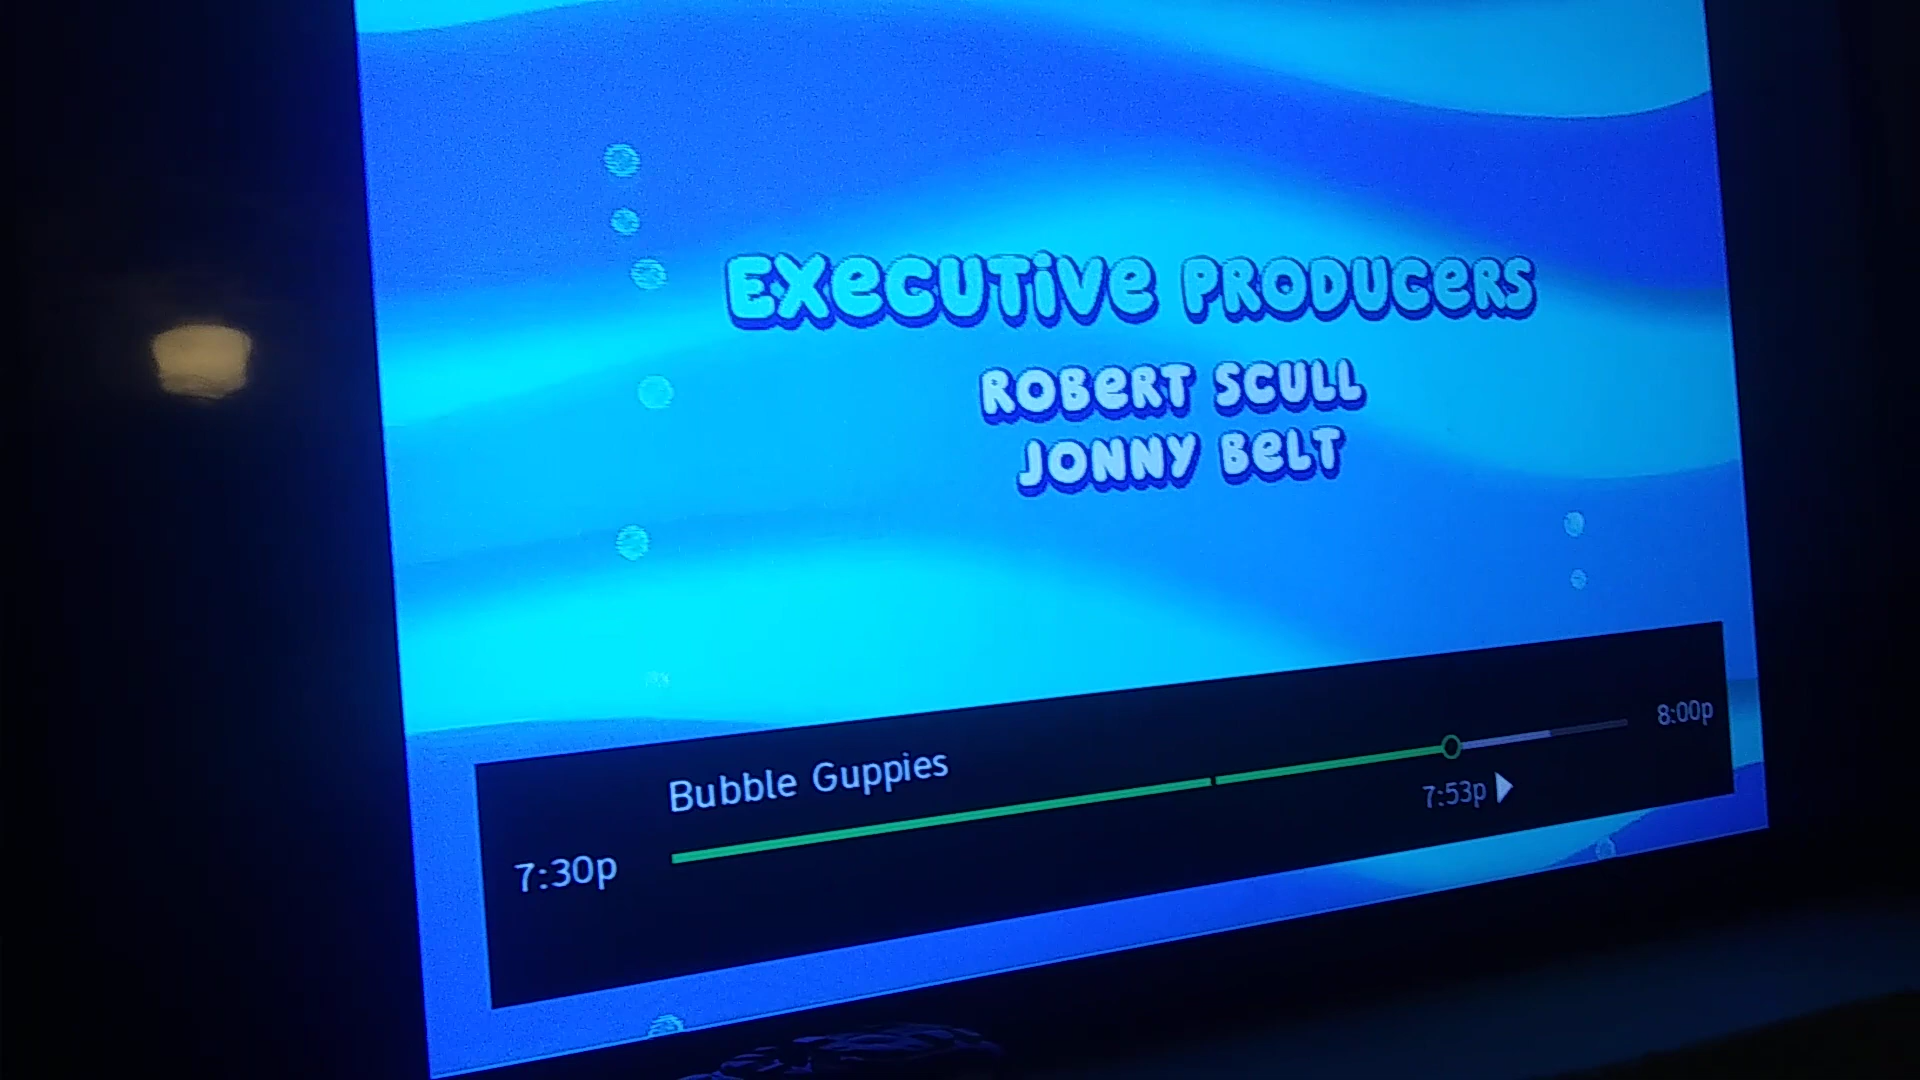 EXECUTIVE PRODUCERS
ROBERT SCULL
JONNY BELT
Bubble Guppies
7:30p
8:00p
7:53p